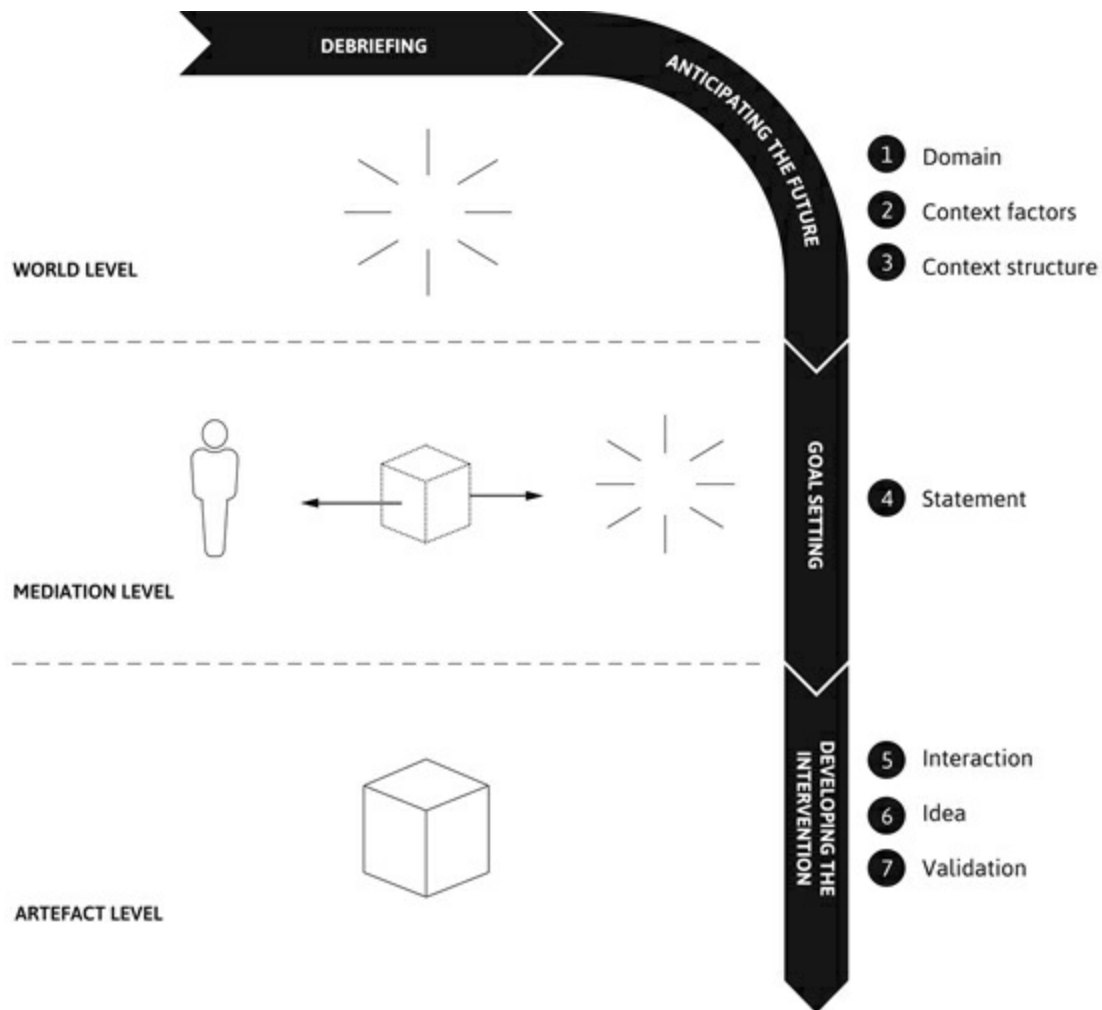 DEBRIEFING
ANTICIPATING THE FUTURE
1 Domain
2 Context factors
3 Context structure
WORLD LEVEL
GOAL SETTING
4 Statement
MEDIATION LEVEL
DEVELOPING THE
INTERVENTION
5 Interaction
6 Idea
7 Validation
ARTEFACT LEVEL